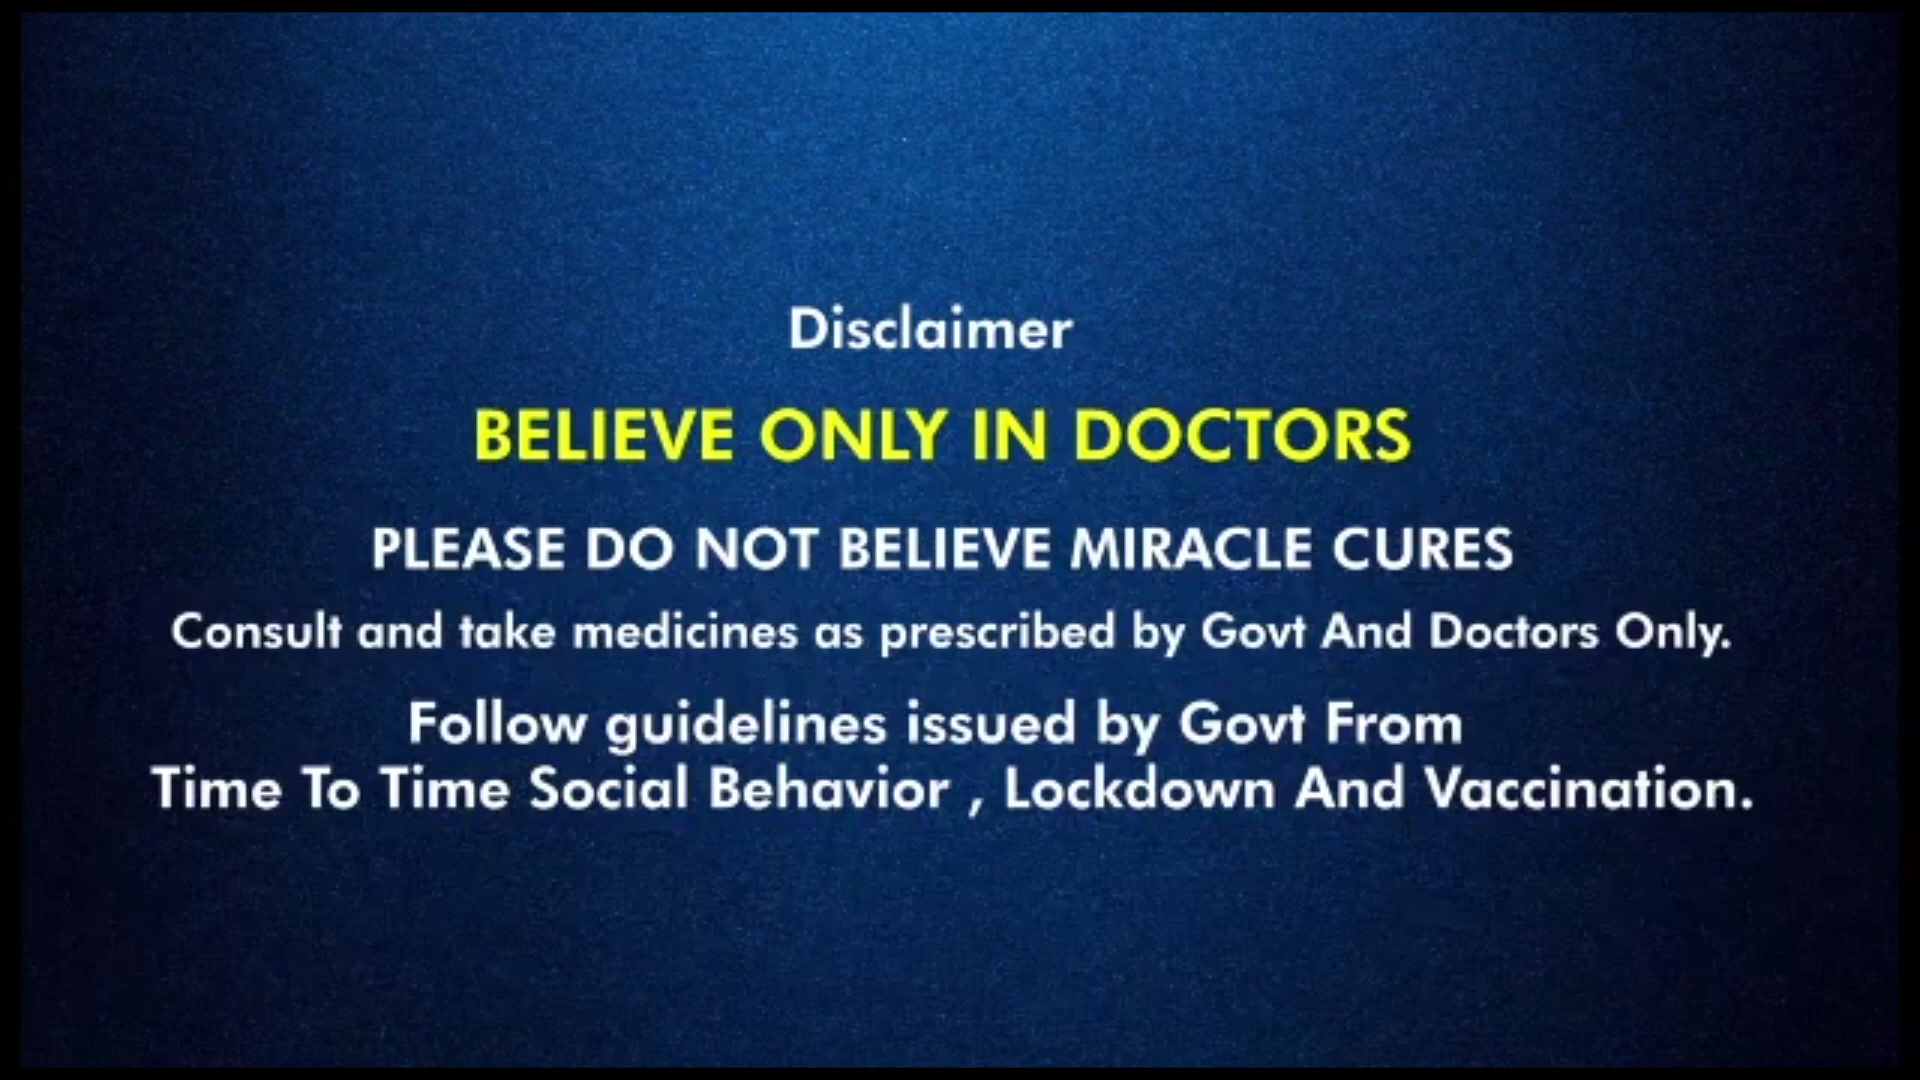 Disclaimer
BELIEVE ONLY IN DOCTORS
PLEASE DO NOT BELIEVE MIRACLE CURES
Consult and take medicines as prescribed by Govt And Doctors Only.
Follow guidelines issued by Govt From
Time To Time Social Behavior , Lockdown And Vaccination.